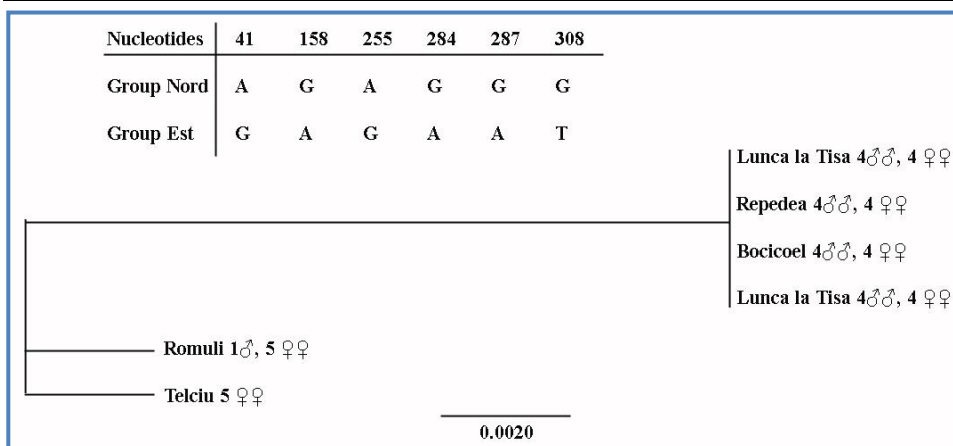 Nucleotides 41 158 255 284 287 308
Group Nord A G A G G G
Group Est G A G A A T
Lunca la Tisa 4♂♂, 4 ♀♀
Repedea 4♂♂, 4 ♀♀
Bocicoel 4♂♂, 4 ♀♀
Lunca la Tisa 4♂♂, 4 ♀♀
Romuli 1♂, 5 ♀♀
Telciu 5 ♀♀
0.0020